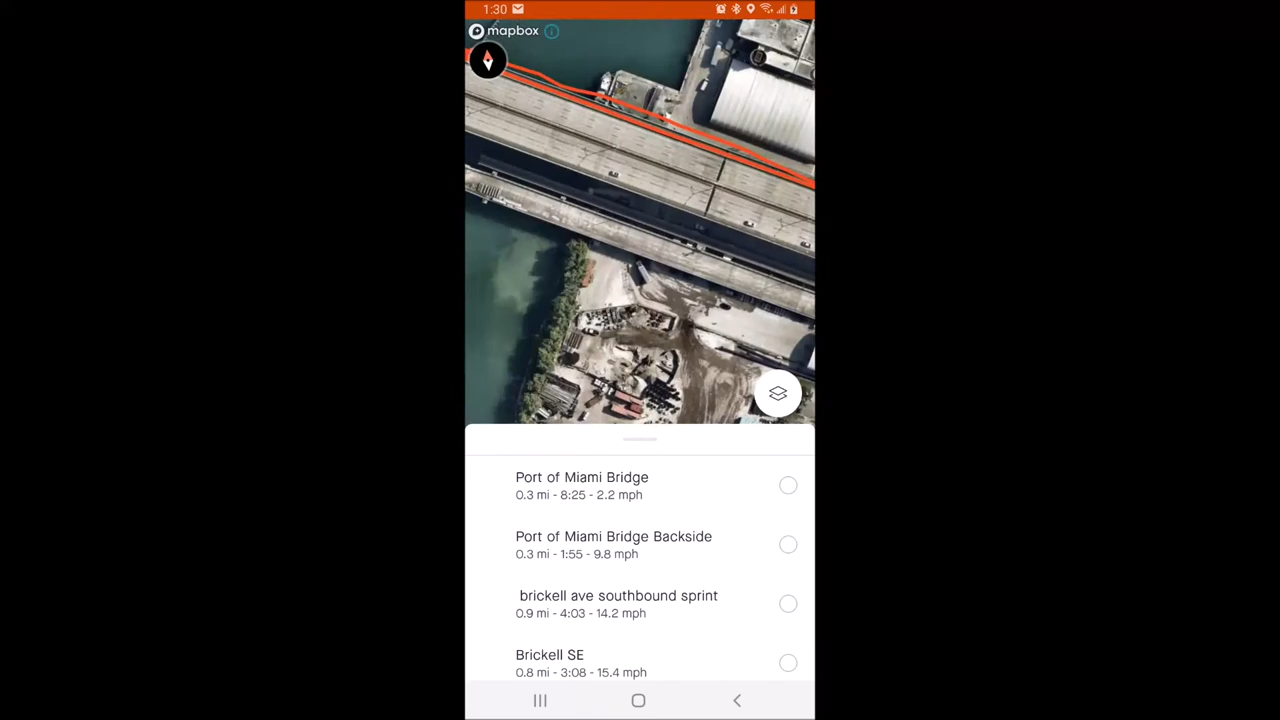 1:30
mapbox
Port of Miami Bridge
0.3 mi - 8:25 - 2.2 mph
Port of Miami Bridge Backside
0.3 mi - 1:55 - 9.8 mph
brickell ave southbound sprint
0.9 mi - 4:03 - 14.2 mph
Brickell SE
0.8 mi - 3:08 - 15.4 mph